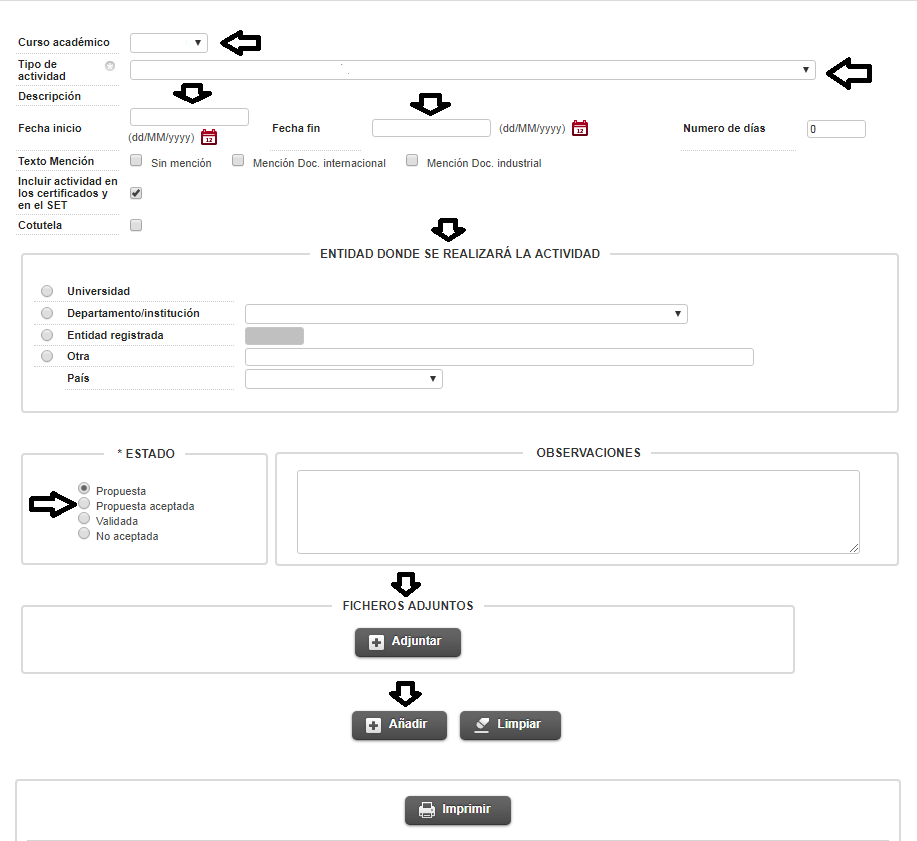 Curso académico
Tipo de
actividad
Descripción
Fecha inicio
(dd/MM/yyyy) 12
Fecha fin
(dd/MM/yyyy) 12
Numero de días
0
Texto Mención
Sin mención
Mención Doc. internacional
Mención Doc. industrial
Incluir actividad en
los certificados y
en el SET
Cotutela
ENTIDAD DONDE SE REALIZARÁ LA ACTIVIDAD
Universidad
Departamento/institución
Entidad registrada
Otra
País
* ESTADO
Propuesta
Propuesta aceptada
Validada
No aceptada
OBSERVACIONES
FICHEROS ADJUNTOS
Adjuntar
Añadir
Limpiar
Imprimir